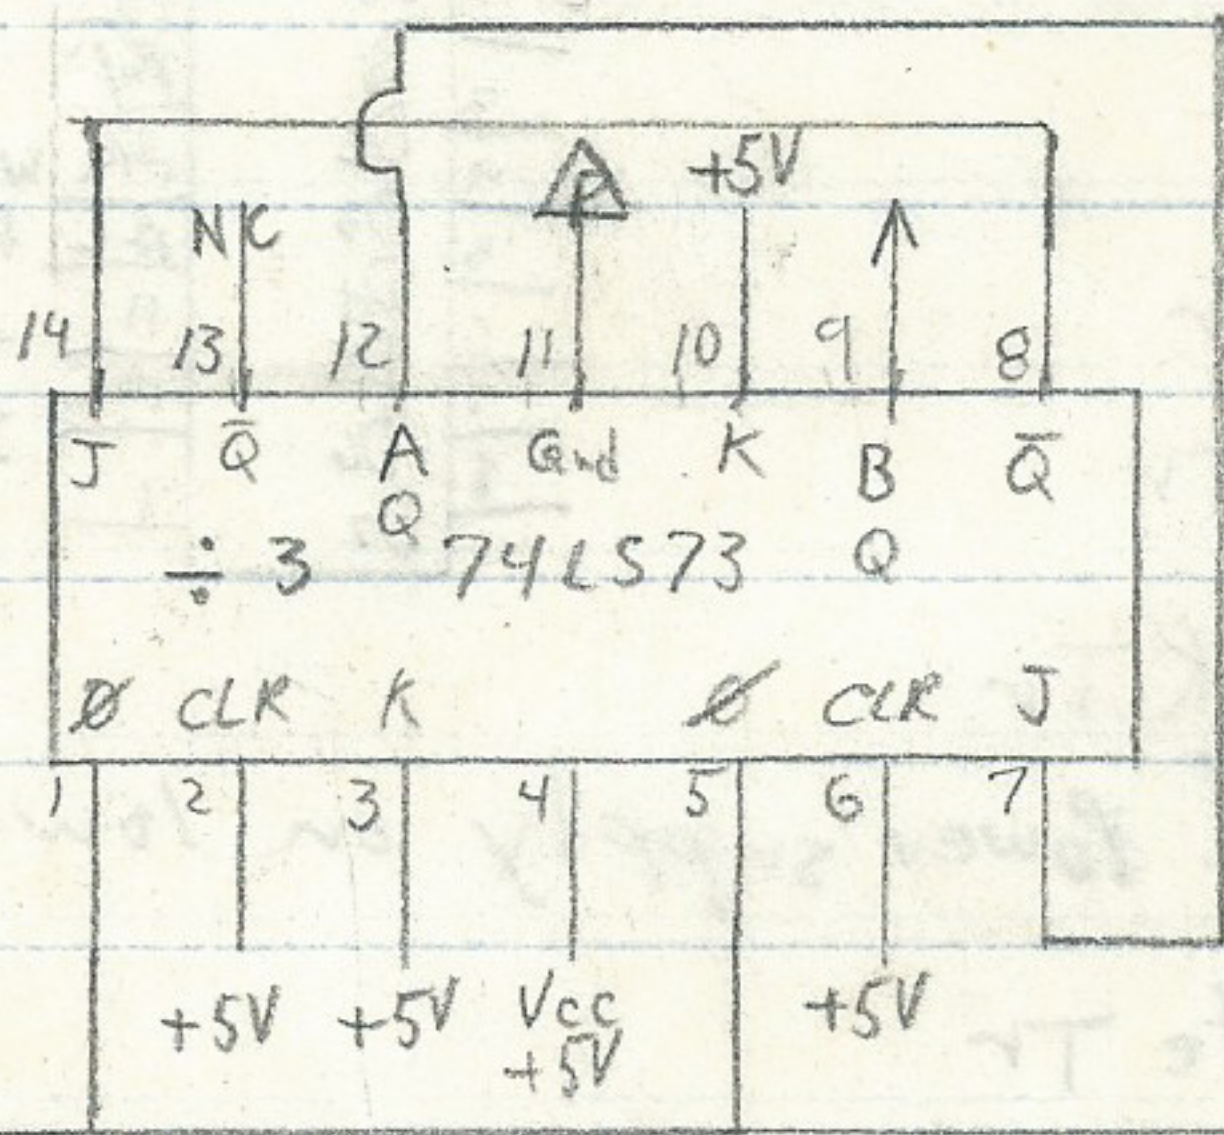 +5V
NC
14 13 12 11 10 9 8
J Q̅ A Gnd K B Q̅
Q Q
÷ 3 74LS73
Ø CLR K Ø CLR J
1 2 3 4 5 6 7
+5V +5V Vcc +5V
+5V